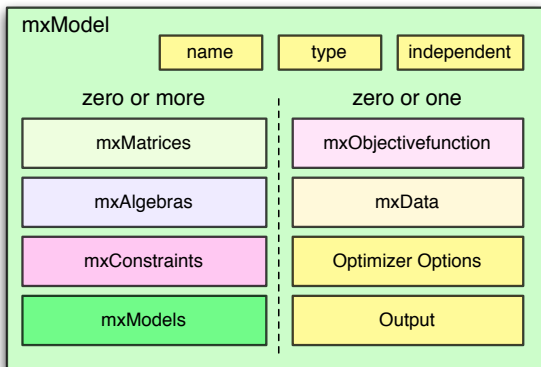 mxModel
name
type
independent
zero or more
zero or one
mxMatrices
mxObjectivefunction
mxAlgebras
mxData
mxConstraints
Optimizer Options
mxModels
Output